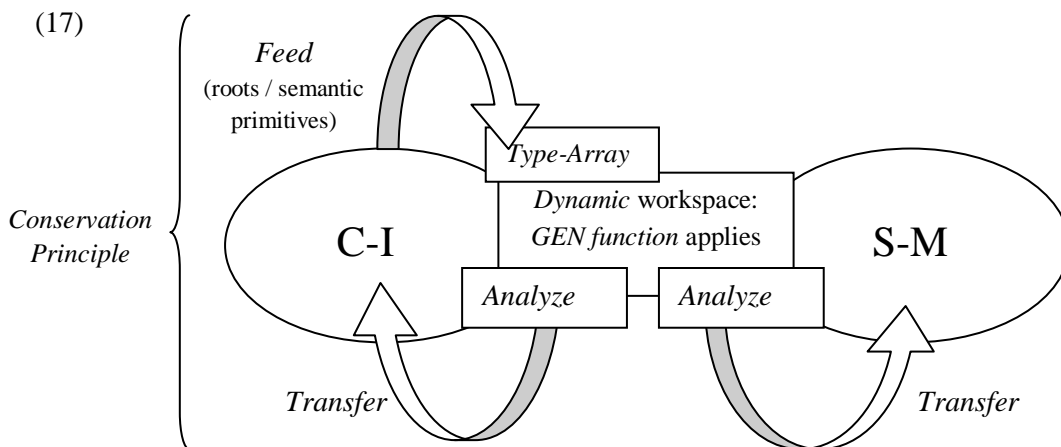 (17)
Feed
(roots / semantic
primitives)
Type-Array
Conservation
Principle
Dynamic workspace:
GEN function applies
C-I
S-M
Analyze
Analyze
Transfer
Transfer